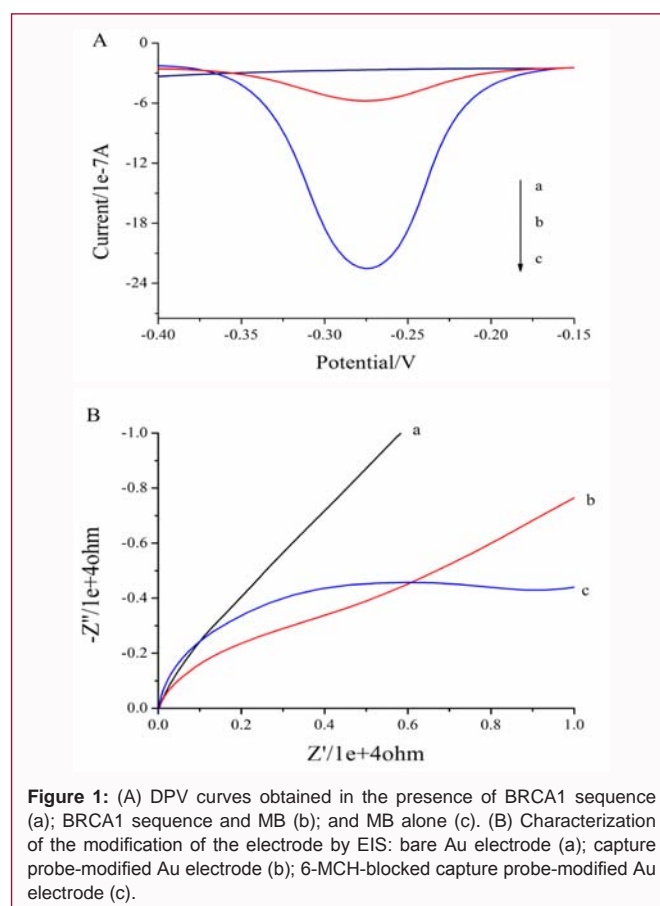 A
0
-6
-12
-18
-24
Current/1e-7A
a
b
c
-0.40
-0.35
-0.30
-0.25
-0.20
-0.15
Potential/V
B
-1.0
-0.8
-0.6
-0.4
-0.2
0.0
-Z''/1e+4ohm
a
b
c
0.0
0.2
0.4
0.6
0.8
1.0
Z'/1e+4ohm
Figure 1: (A) DPV curves obtained in the presence of BRCA1 sequence
(a); BRCA1 sequence and MB (b); and MB alone (c). (B) Characterization
of the modification of the electrode by EIS: bare Au electrode (a); capture
probe-modified Au electrode (b); 6-MCH-blocked capture probe-modified Au
electrode (c).